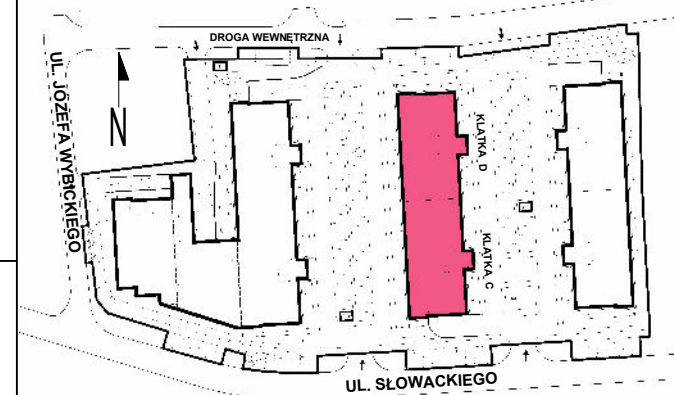 DROGA WEWNĘTRZNA
UL. JÓZEFA WYBICKIEGO
N
KLATKA D
KLATKA C
UL. SŁOWACKIEGO